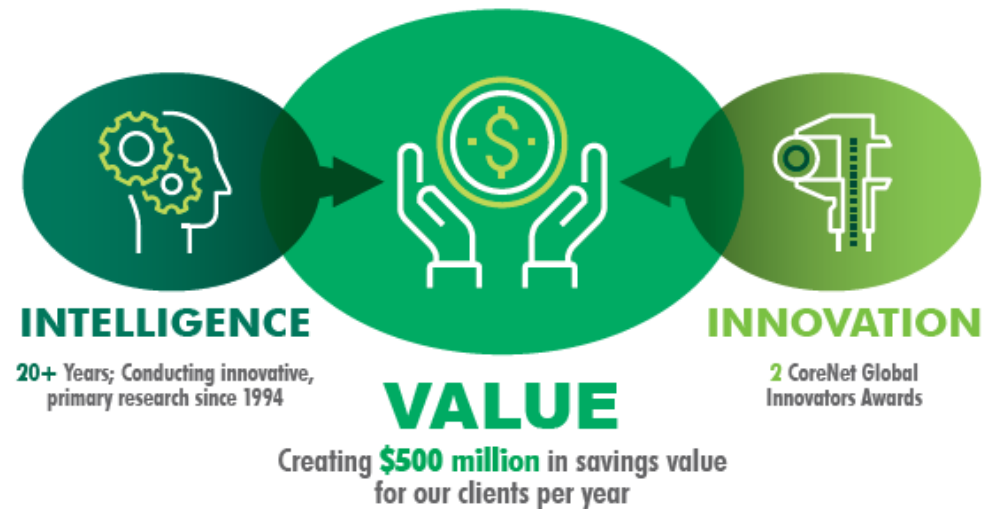 INTELLIGENCE
20+ Years; Conducting innovative,
primary research since 1994
VALUE
Creating $500 million in savings value
for our clients per year
INNOVATION
2 CoreNet Global
Innovators Awards